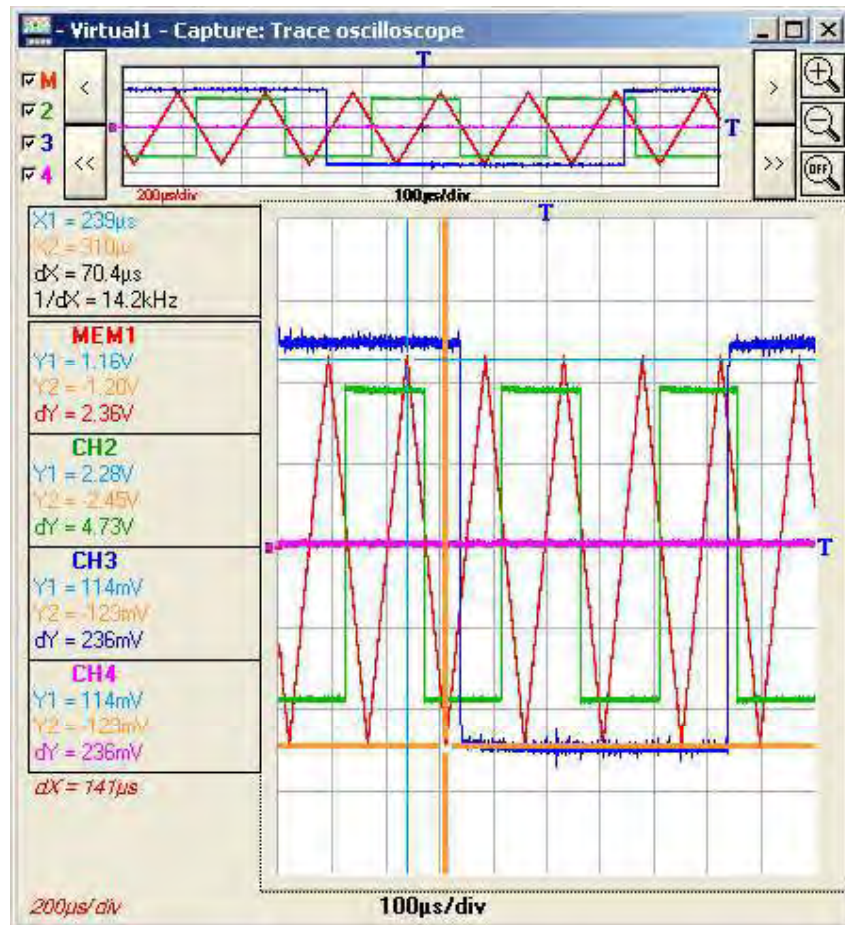 - Virtual1 - Capture: Trace oscilloscope
T
M
2
3
4
<
<<
>
>>
OFF
T
200µs/div
100µs/div
X1 = 239µs
X2 = 310µs
dX = 70.4µs
1/dX = 14.2kHz
MEM1
Y1 = 1.16V
Y2 = -1.20V
dY = 2.36V
CH2
Y1 = 2.28V
Y2 = -2.45V
dY = 4.73V
CH3
Y1 = 114mV
Y2 = -123mV
dY = 236mV
CH4
Y1 = 114mV
Y2 = -123mV
dY = 236mV
dX = 141µs
T
T
200µs/div
100µs/div